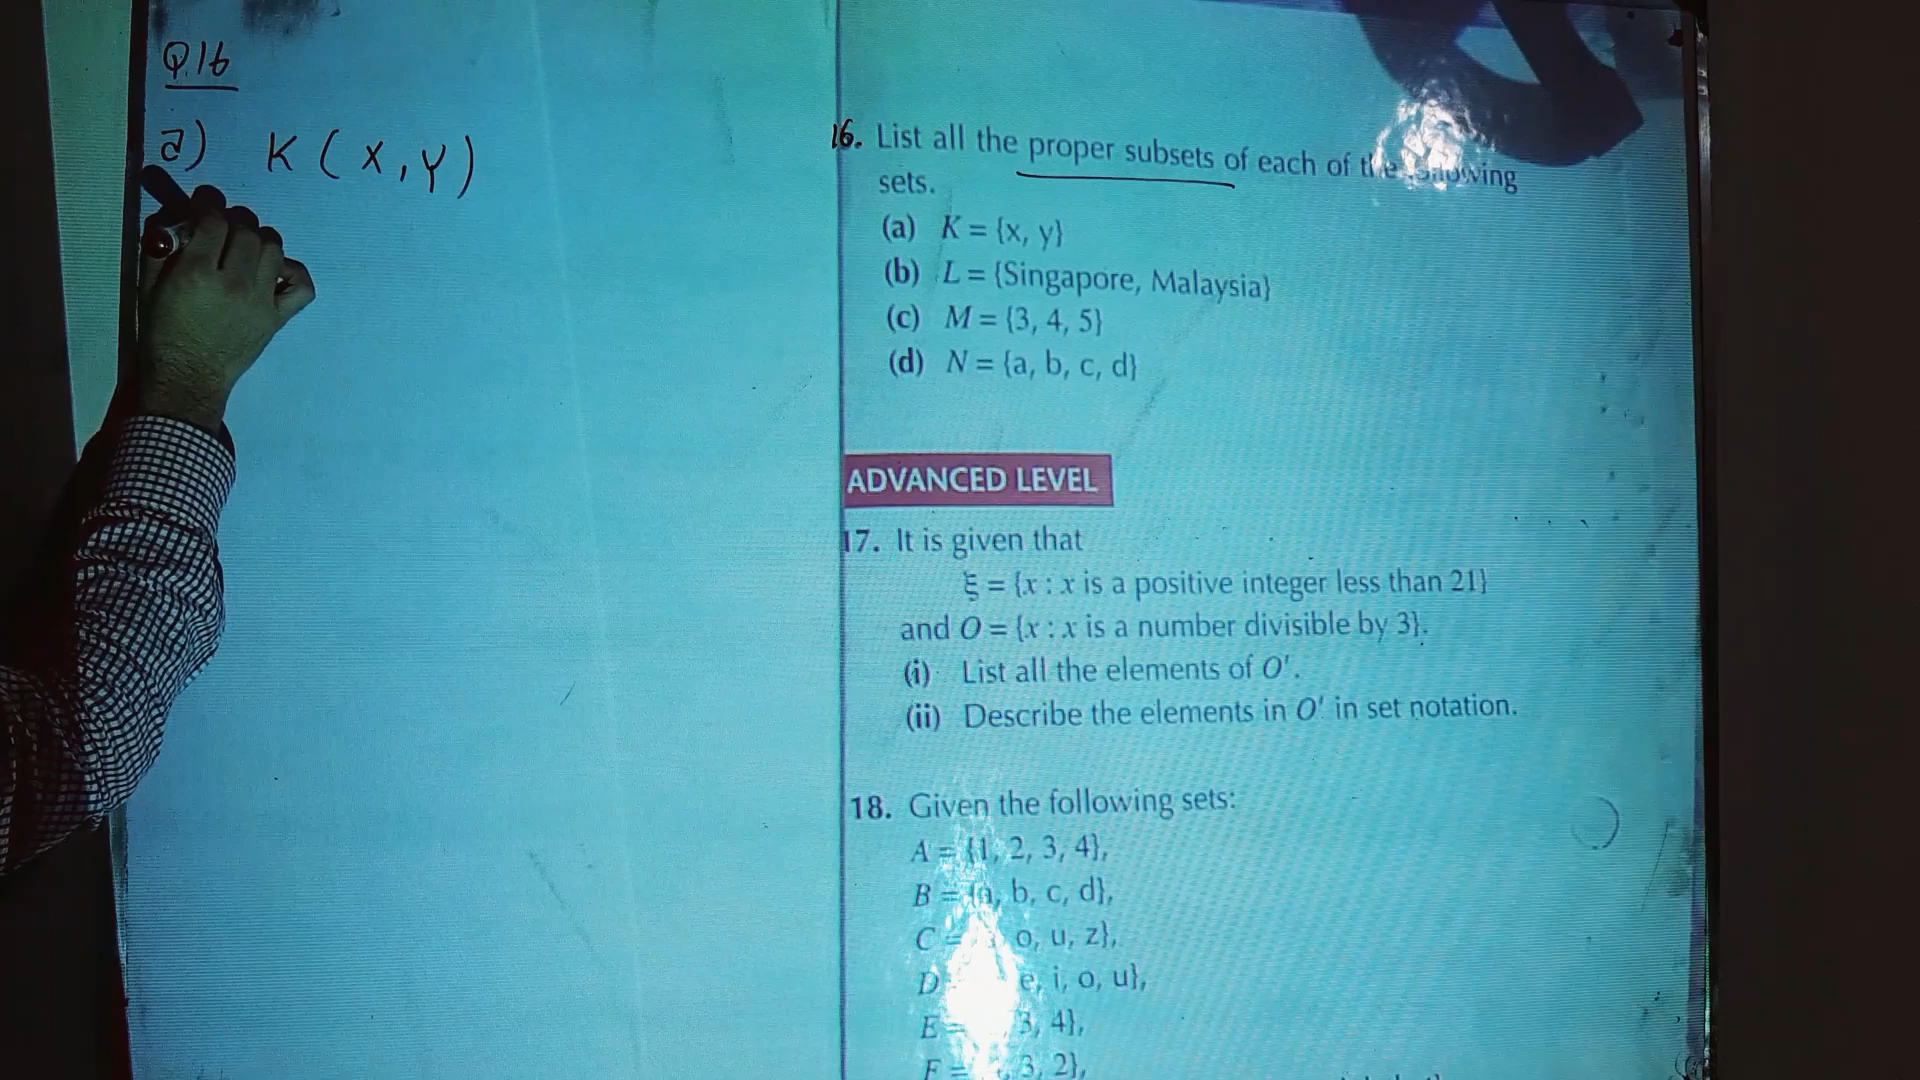 Q.16
a) K ( x , y )
16. List all the proper subsets of each of the following
sets.
(a) K = {x, y}
(b) L = {Singapore, Malaysia}
(c) M = {3, 4, 5}
(d) N = {a, b, c, d}
ADVANCED LEVEL
17. It is given that
ξ = {x : x is a positive integer less than 21}
and O = {x : x is a number divisible by 3}.
(i) List all the elements of O'.
(ii) Describe the elements in O' in set notation.
18. Given the following sets:
A = {1, 2, 3, 4},
B = {a, b, c, d},
C = o, u, z},
D e, i, o, u},
E = 3, 4},
F = 3, 2},